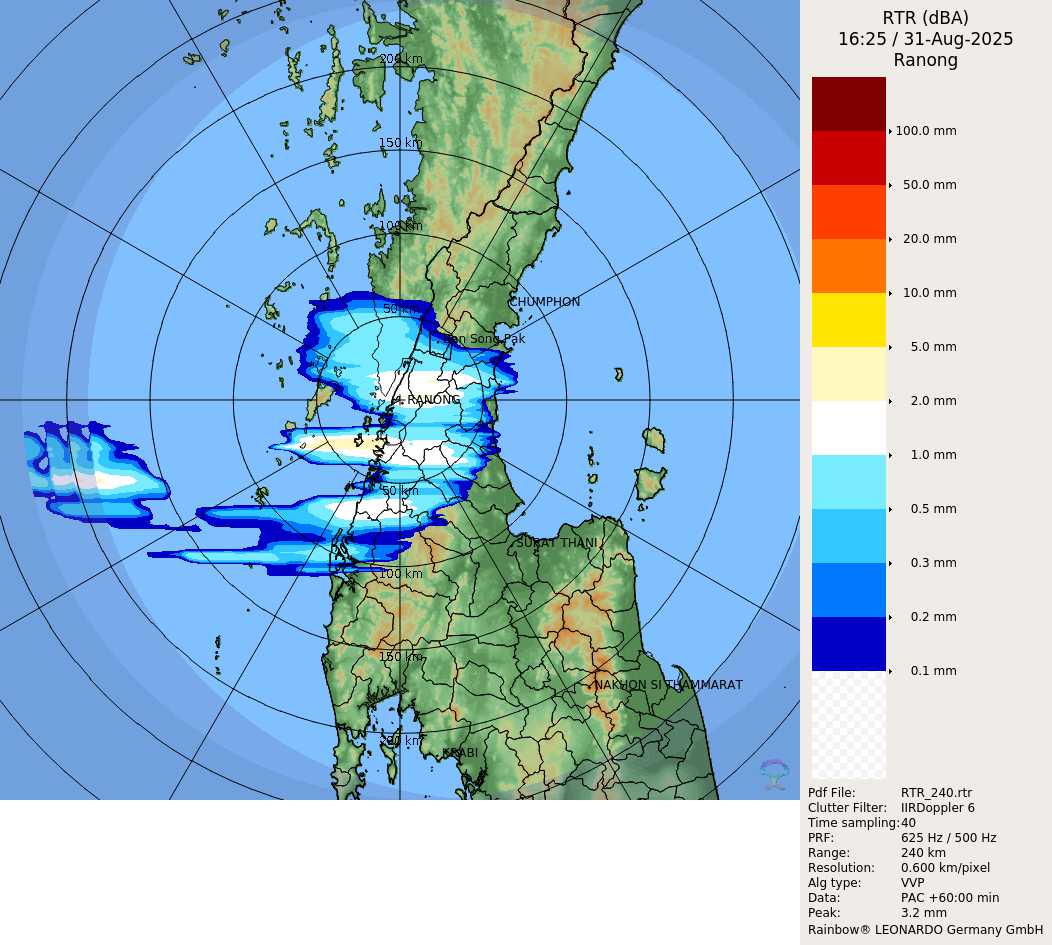 RTR (dBA)
16:25 / 31-Aug-2025
Ranong
100.0 mm
50.0 mm
20.0 mm
10.0 mm
5.0 mm
2.0 mm
1.0 mm
0.5 mm
0.3 mm
0.2 mm
0.1 mm
Pdf File: RTR_240.rtr
Clutter Filter: IIRDoppler 6
Time sampling:40
PRF: 625 Hz / 500 Hz
Range: 240 km
Resolution: 0.600 km/pixel
Alg type: VVP
Data: PAC +60:00 min
Peak: 3.2 mm
Rainbow® LEONARDO Germany GmbH
200 km
150 km
100 km
CHUMPHON
50 km
Ban Song Pak
RANONG
50 km
SURAT THANI
100 km
150 km
NAKHON SI THAMMARAT
200 km
KRABI